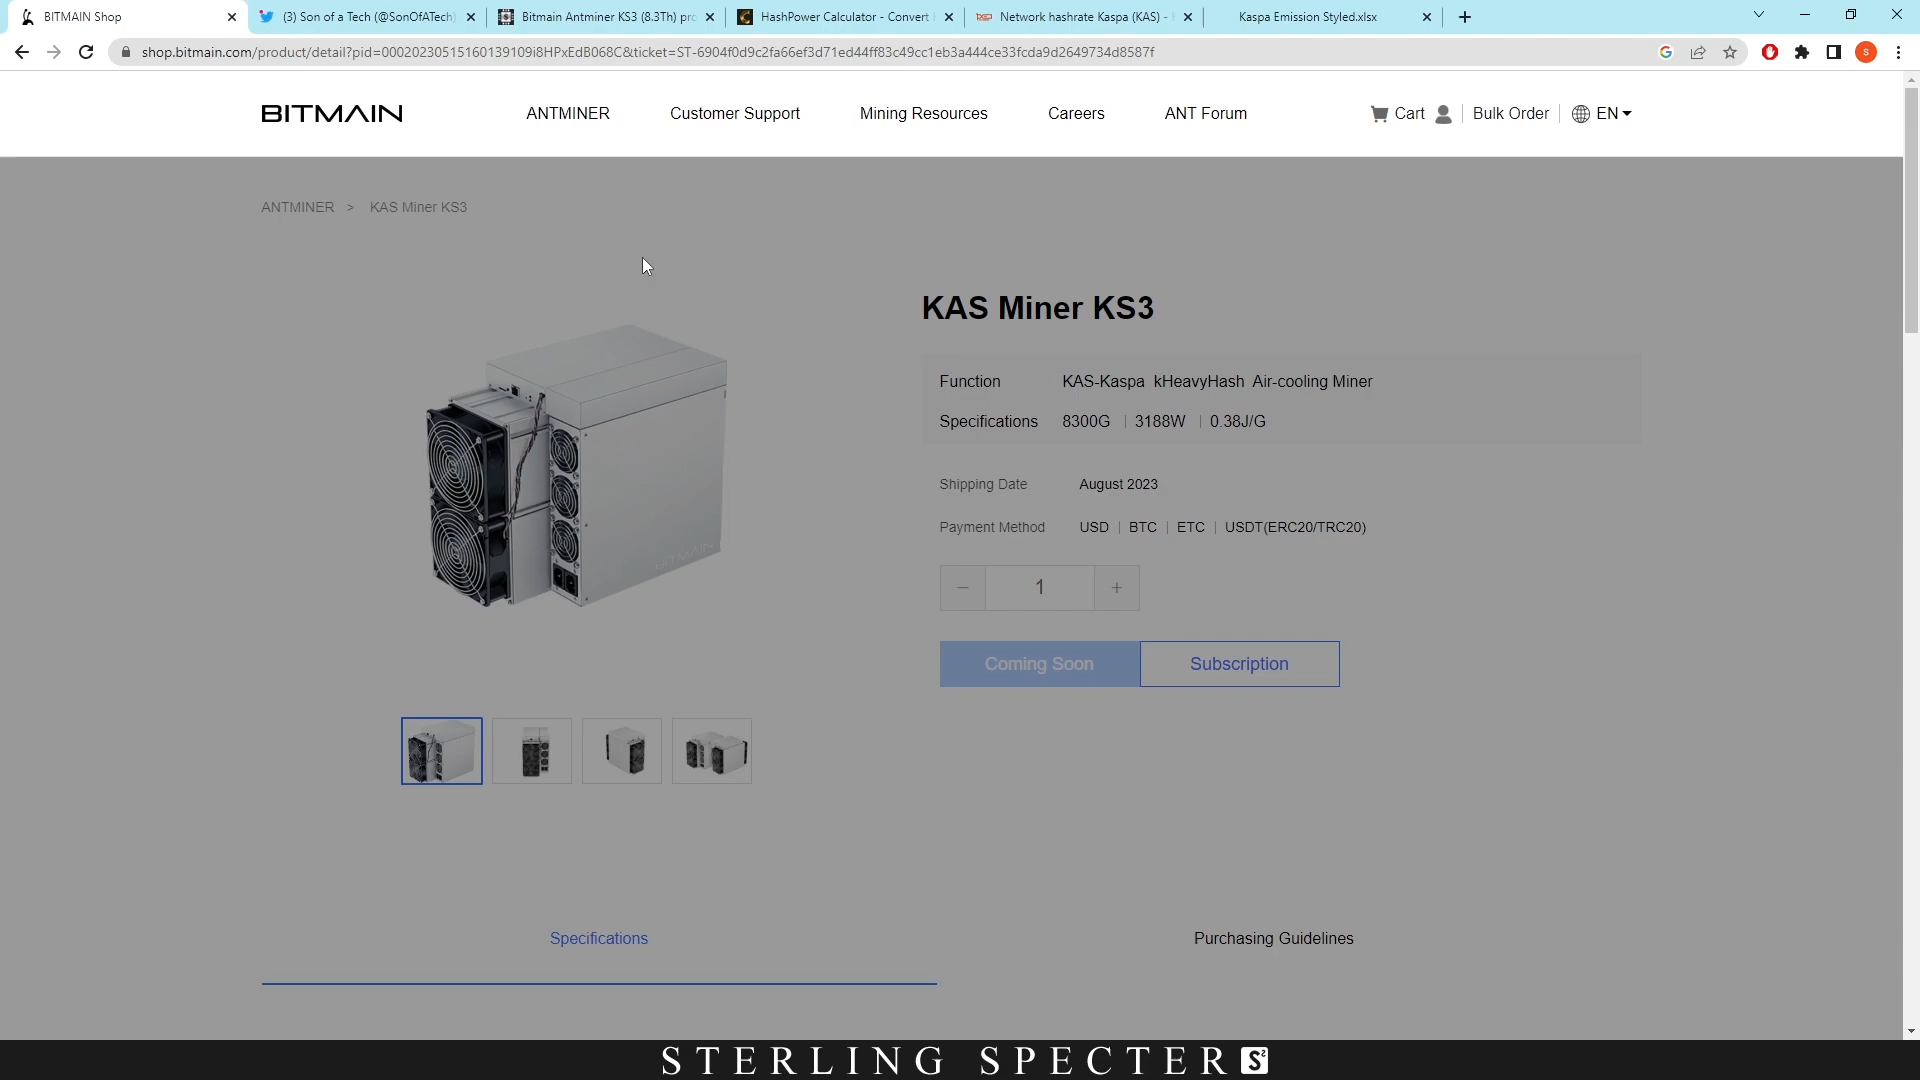 BITMAIN Shop
(3) Son of a Tech (@SonOfATech)
Bitmain Antminer KS3 (8.3Th) pro
HashPower Calculator - Convert
Network hashrate Kaspa (KAS) -
Kaspa Emission Styled.xlsx
shop.bitmain.com/product/detail?pid=00020230515160139109i8HPxEdB068C&ticket=ST-6904f0d9c2fa66ef3d71ed44ff83c49cc1eb3a444ce33fcda9d2649734d8587f
S
BITMAIN
ANTMINER
Customer Support
Mining Resources
Careers
ANT Forum
Cart
Bulk Order
EN
ANTMINER > KAS Miner KS3
KAS Miner KS3
Function KAS-Kaspa kHeavyHash Air-cooling Miner
Specifications 8300G | 3188W | 0.38J/G
Shipping Date August 2023
Payment Method USD | BTC | ETC | USDT(ERC20/TRC20)
BITMAIN
− 1 +
Coming Soon
Subscription
Specifications
Purchasing Guidelines
STERLING SPECTER S²